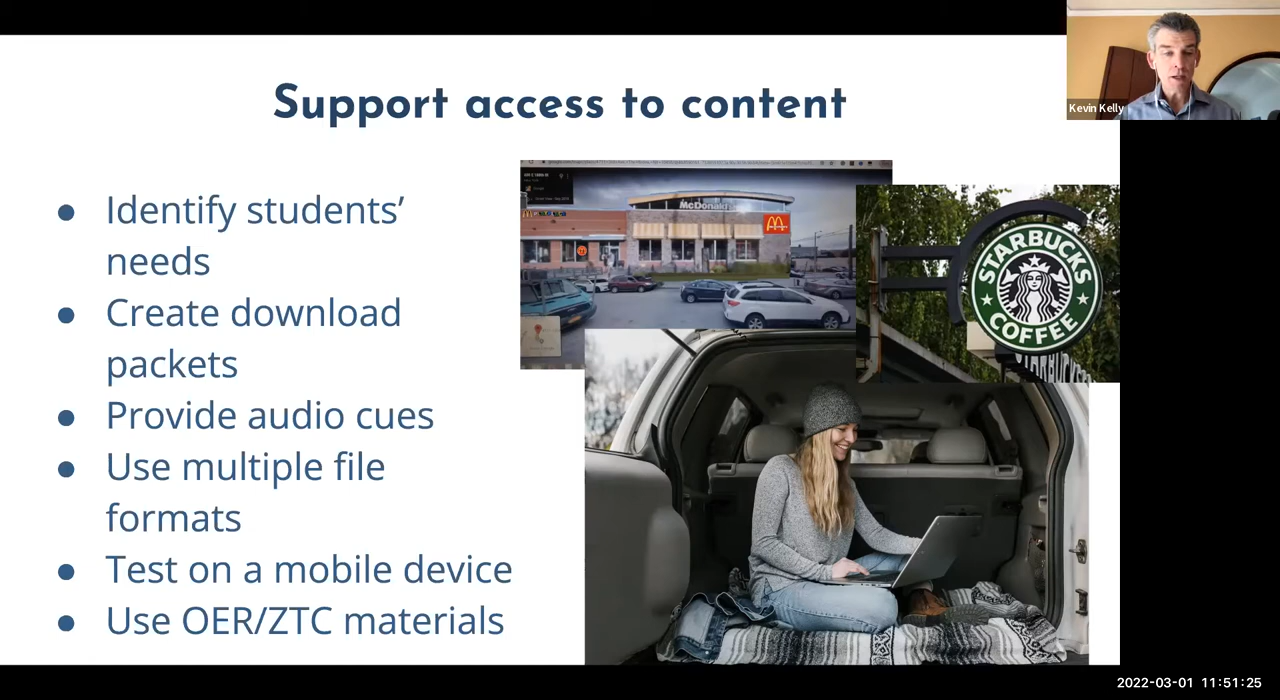 Support access to content
Kevin Kelly
● Identify students’
needs
● Create download
packets
● Provide audio cues
● Use multiple file
formats
● Test on a mobile device
● Use OER/ZTC materials
McDonald
STARBUCKS
COFFEE
STARBUCKS
2022-03-01 11:51:25